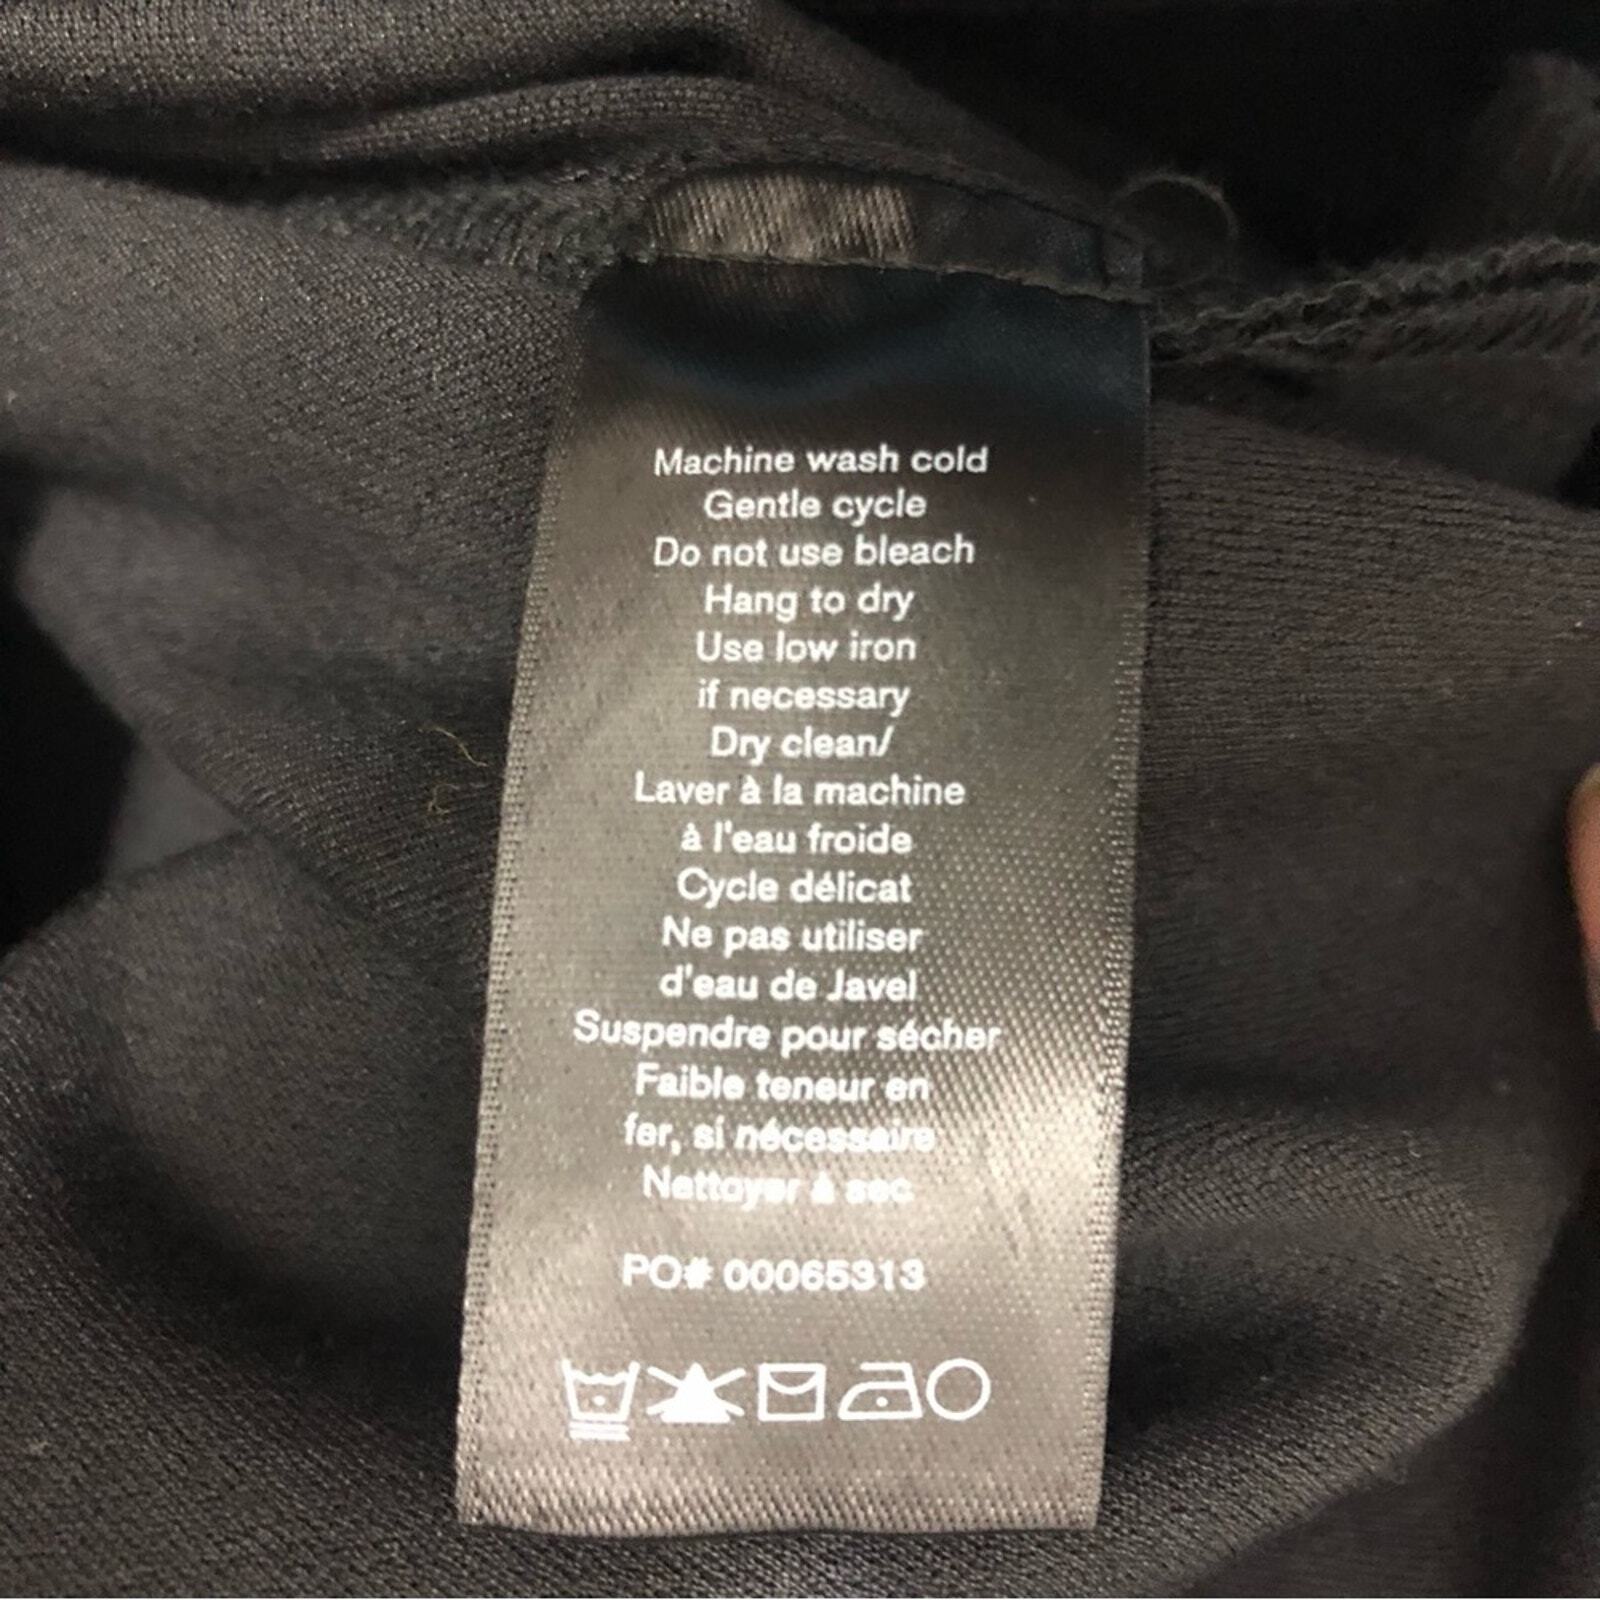 Machine wash cold
Gentle cycle
Do not use bleach
Hang to dry
Use low iron
if necessary
Dry clean/
Laver à la machine
à l'eau froide
Cycle délicat
Ne pas utiliser
d'eau de Javel
Suspendre pour sécher
Faible teneur en
fer, si nécessaire
Nettoyer à sec
PO# 00065313